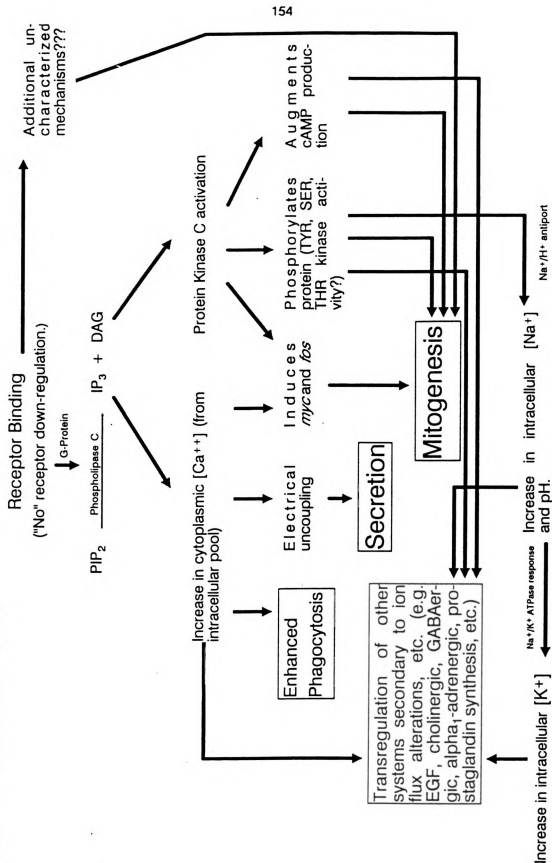 154
Receptor Binding
("No" receptor down-regulation.)
G-Protein
Additional un-
characterized
mechanisms???
PIP2
Phospholipase C
IP3 + DAG
Increase in cytoplasmic [Ca++] (from
intracellular pool)
Protein Kinase C activation
Enhanced
Phagocytosis
Electrical
uncoupling
Induces
myc and fos
Phosphorylates
protein (TYR, SER,
THR kinase acti-
vity?)
Augments
cAMP produc-
tion
Secretion
Mitogenesis
Transregulation of other
systems secondary to ion
flux alterations, etc. (e.g.
EGF, cholinergic, GABAer-
gic, alpha1-adrenergic, pro-
staglandin synthesis, etc.)
Increase in intracellular [K+]
Na+/K+ ATPase response
Increase in intracellular [Na+]
and pH.
Na+/H+ antiport